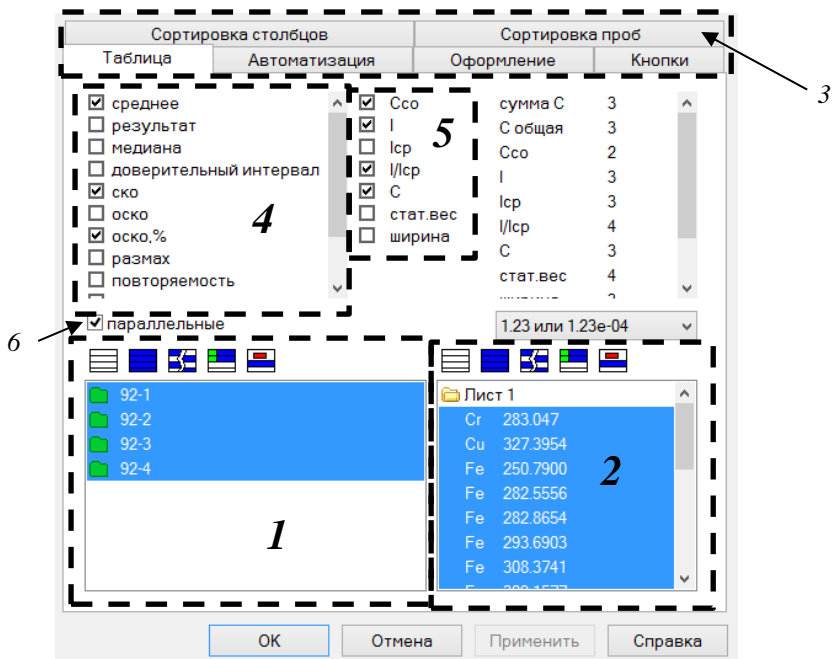 Сортировка столбцов Сортировка проб
Таблица Автоматизация Оформление Кнопки
3
среднее
результат
медиана
доверительный интервал
ско
оско
оско,%
размах
повторяемость
4
Cco
I
Icp
I/Icp
C
стат.вес
ширина
5
сумма C 3
C общая 3
Cco 2
I 3
Icp 3
I/Icp 4
C 3
стат.вес 4
6
параллельные
1.23 или 1.23e-04
92-1
92-2
92-3
92-4
1
Лист 1
Cr 283.047
Cu 327.3954
Fe 250.7900
Fe 282.5556
Fe 282.8654
Fe 293.6903
Fe 308.3741
2
OK Отмена Применить Справка